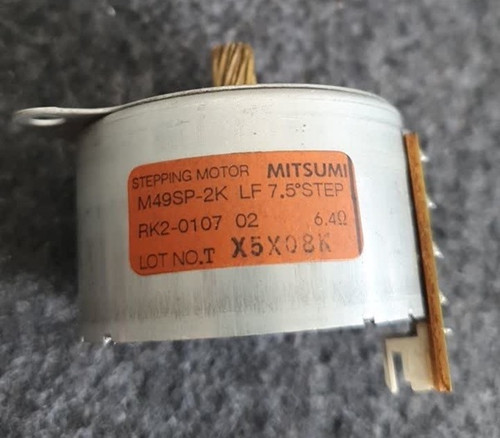 STEPPING MOTOR MITSUMI
M49SP-2K LF 7.5°STEP
RK2-0107 02 6.4Ω
LOT NO.T X5X08K